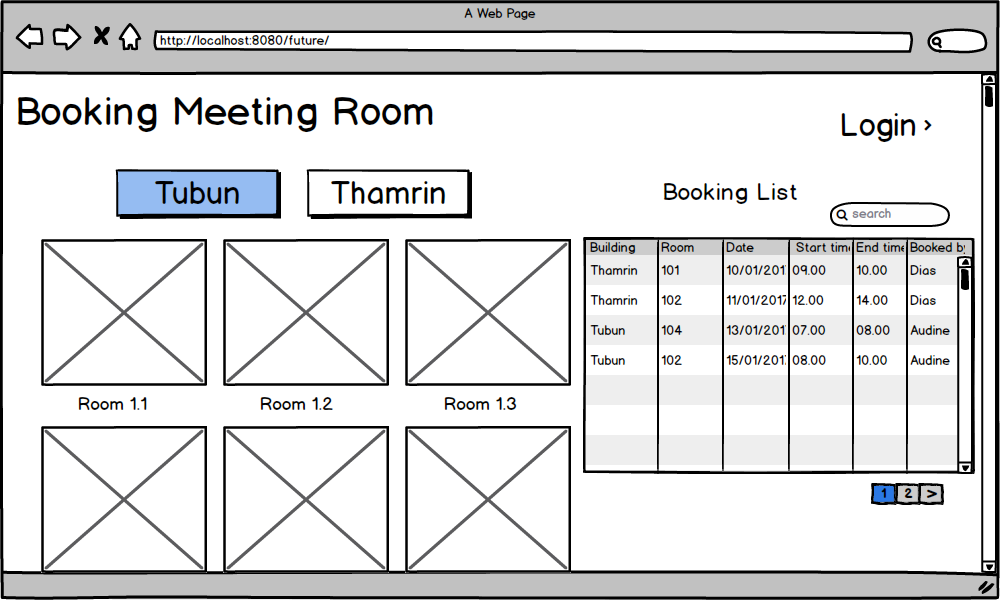 A Web Page
http://localhost:8080/future/
Booking Meeting Room
Login >
Tubun Thamrin
Booking List
search
Building Room Date Start time End time Booked by
Thamrin 101 10/01/201 09.00 10.00 Dias
Thamrin 102 11/01/2017 12.00 14.00 Dias
Tubun 104 13/01/201 07.00 08.00 Audine
Tubun 102 15/01/201 08.00 10.00 Audine
Room 1.1 Room 1.2 Room 1.3
1 2 >